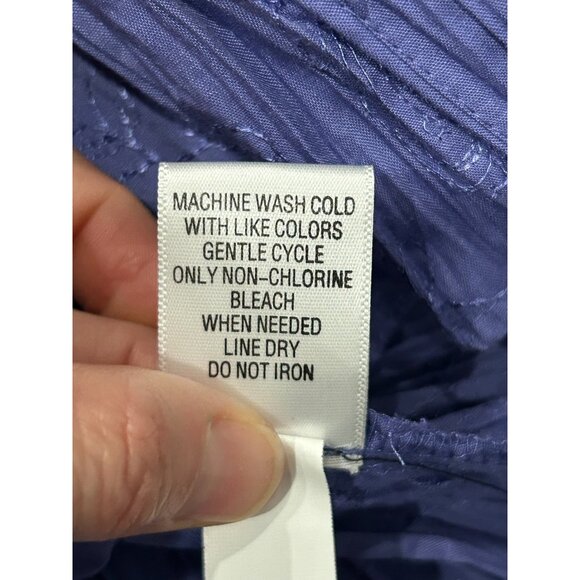 MACHINE WASH COLD
WITH LIKE COLORS
GENTLE CYCLE
ONLY NON-CHLORINE
BLEACH
WHEN NEEDED
LINE DRY
DO NOT IRON